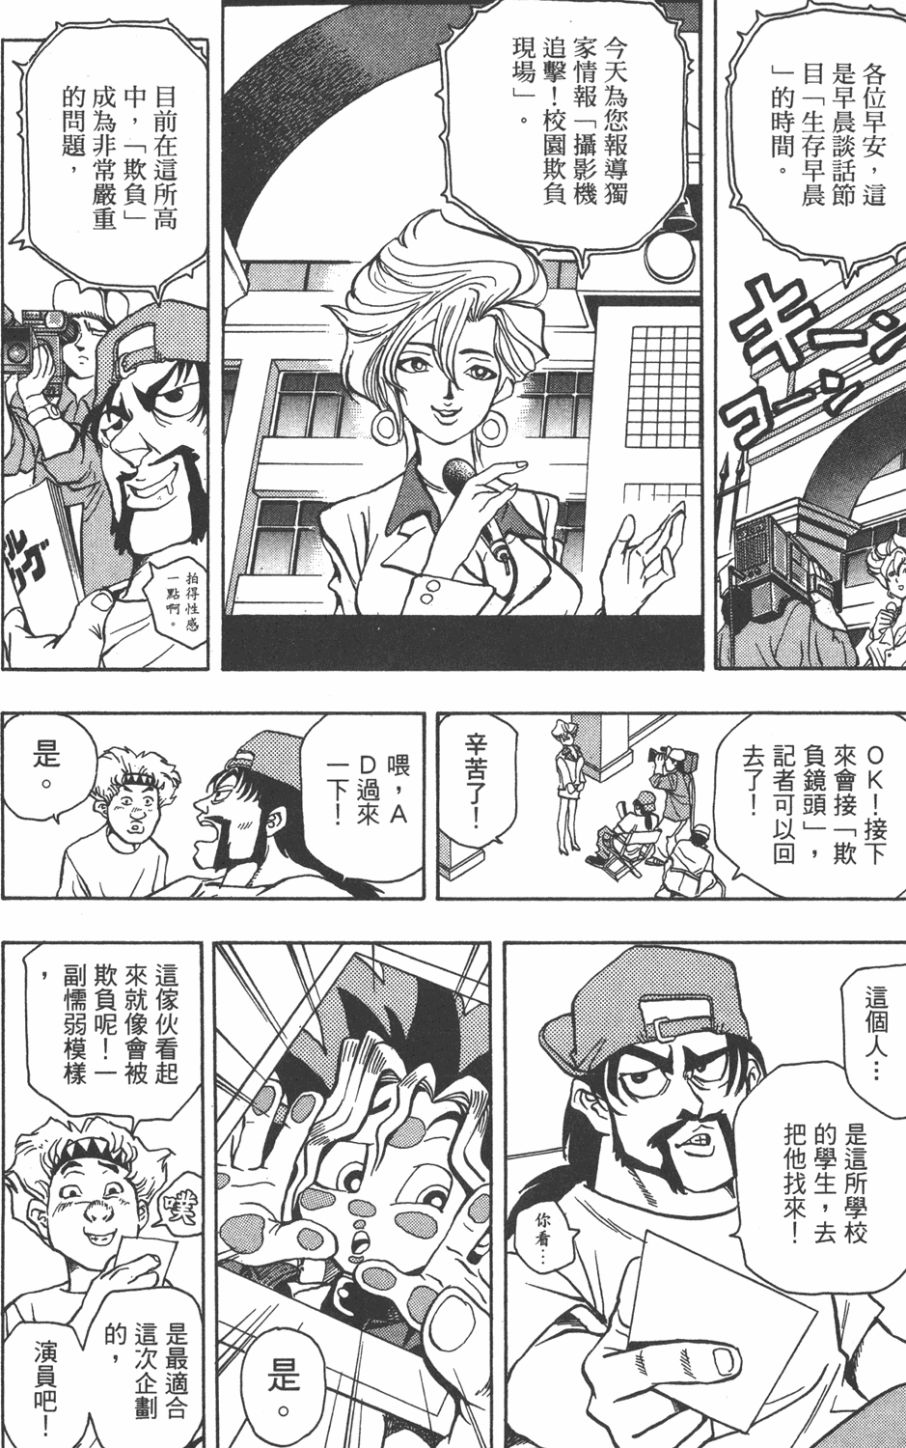 各位早安，這
是早晨談話節
目「生存早晨
」的時間。
キーン
コーン
今天為您報導獨
家情報「攝影機
追擊！校園欺負
現場」。
目前在這所高
中，「欺負」
成為非常嚴重
的問題，
拍得性感
一點啊。
OK！接下
來會接「欺
負鏡頭」，
記者可以回
去了！
辛苦了！
喂，A
D過來
一下！
是。
這個人…
是這所學校
的學生，去
把他找來！
你看…
是。
這傢伙看起
來就像會被
欺負呢！一
副懦弱模樣
，
噗
是最適合
這次企劃
的，
演員吧！